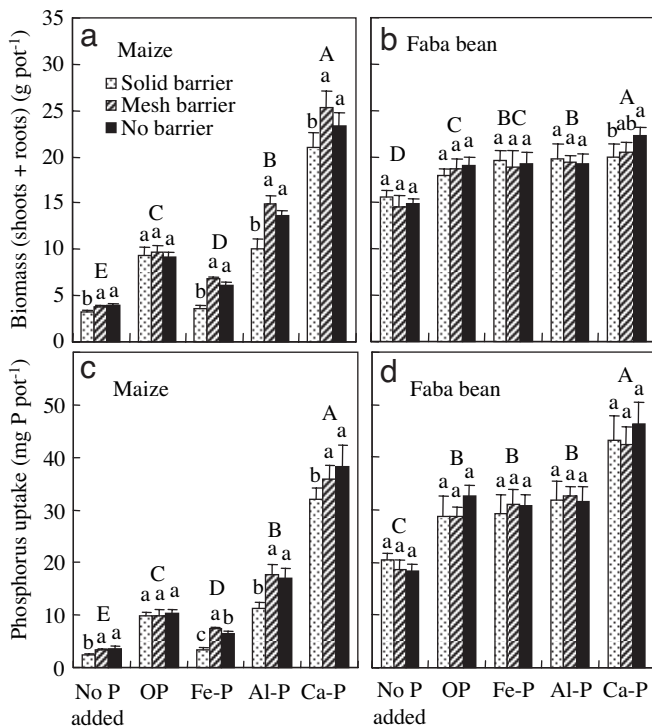 Biomass (shoots + roots) (g pot⁻¹)
35
30
25
20
15
10
5
0
a
Maize
Solid barrier
Mesh barrier
No barrier
E
b a a
C
a a a
D
b a a
B
b a a
A
b a a
b
Faba bean
D
a a a
C
a a a
BC
a a a
B
a a a
A
b ab a
Phosphorus uptake (mg P pot⁻¹)
50
40
30
20
10
0
c
Maize
E
b a a
C
a a a
D
c a b
B
b a a
A
b a a
d
Faba bean
C
a a a
B
a a a
B
a a a
B
a a a
A
a a a
No P added
OP
Fe-P
Al-P
Ca-P
No P added
OP
Fe-P
Al-P
Ca-P